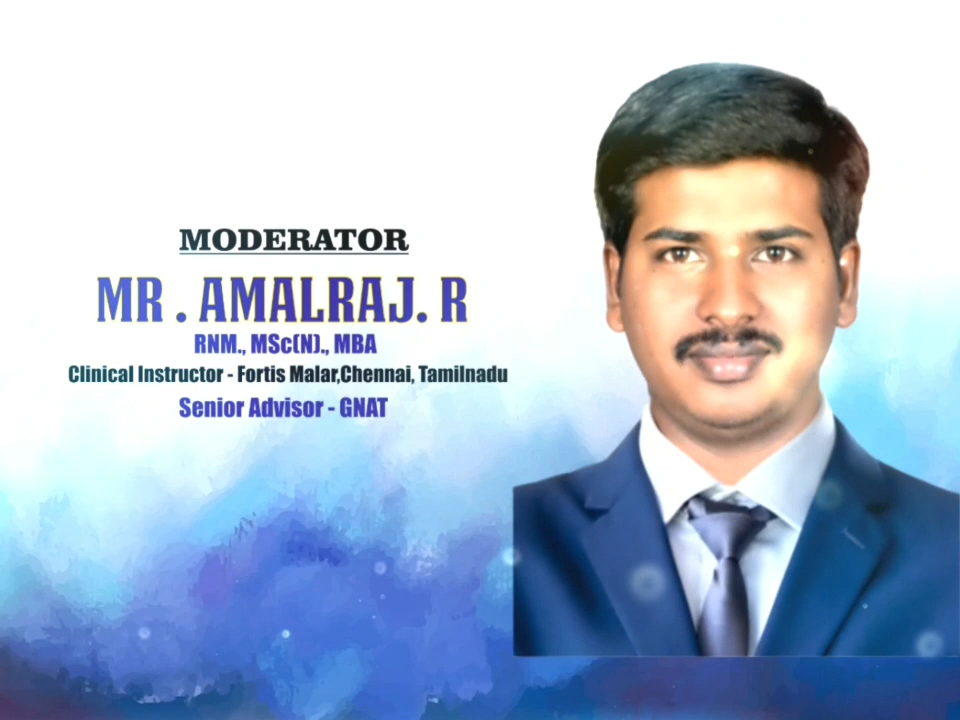 MODERATOR
MR . AMALRAJ. R
RNM., MSc(N)., MBA
Clinical Instructor - Fortis Malar,Chennai, Tamilnadu
Senior Advisor - GNAT